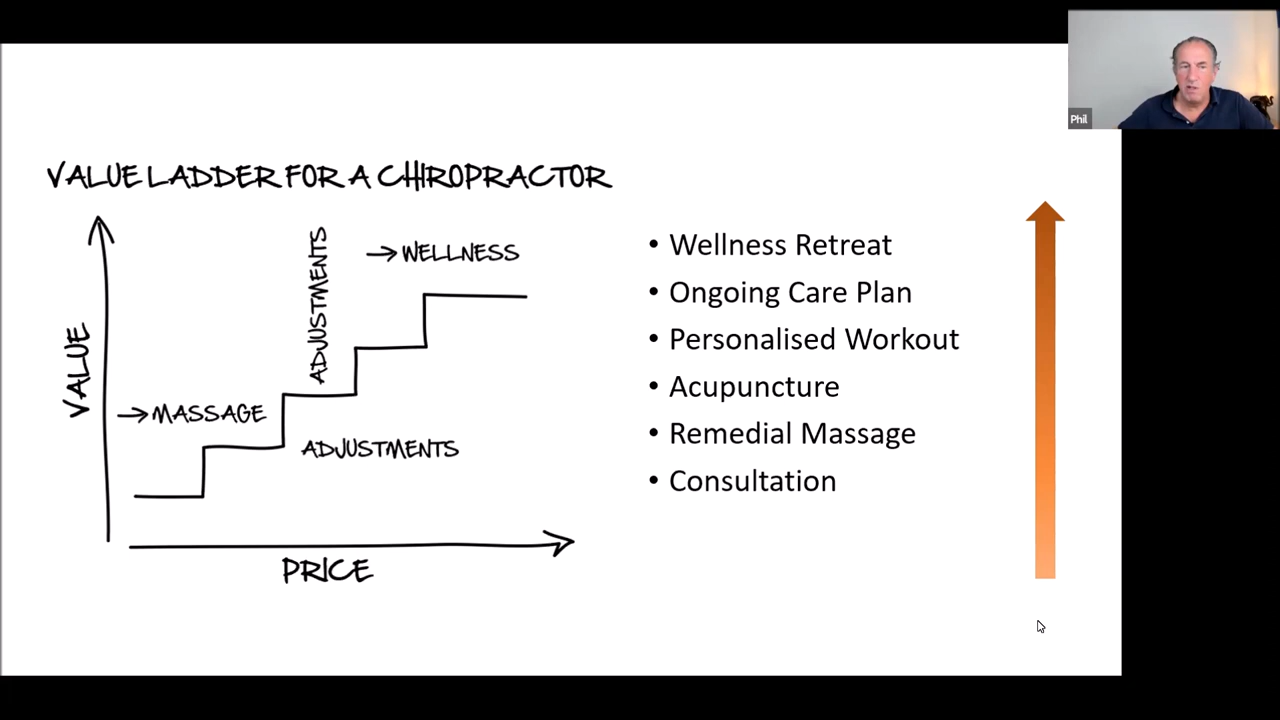 Phil
VALUE LADDER FOR A CHIROPRACTOR
ADJUSTMENTS
→ WELLNESS
VALUE
→ MASSAGE
ADJUSTMENTS
PRICE
• Wellness Retreat
• Ongoing Care Plan
• Personalised Workout
• Acupuncture
• Remedial Massage
• Consultation